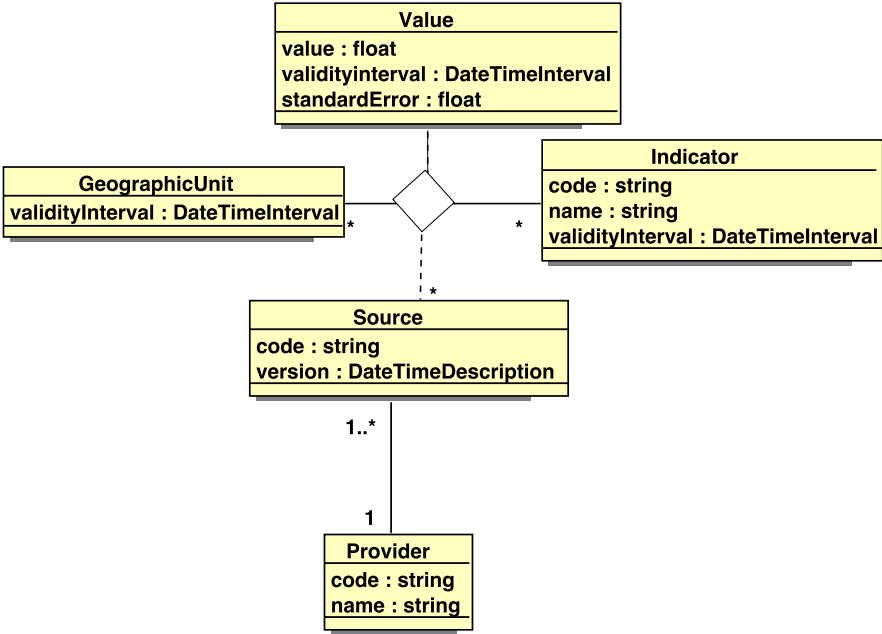 Value
value : float
validityinterval : DateTimeInterval
standardError : float
GeographicUnit
validityInterval : DateTimeInterval
*
Indicator
code : string
name : string
validityInterval : DateTimeInterval
*
*
Source
code : string
version : DateTimeDescription
1..*
1
Provider
code : string
name : string